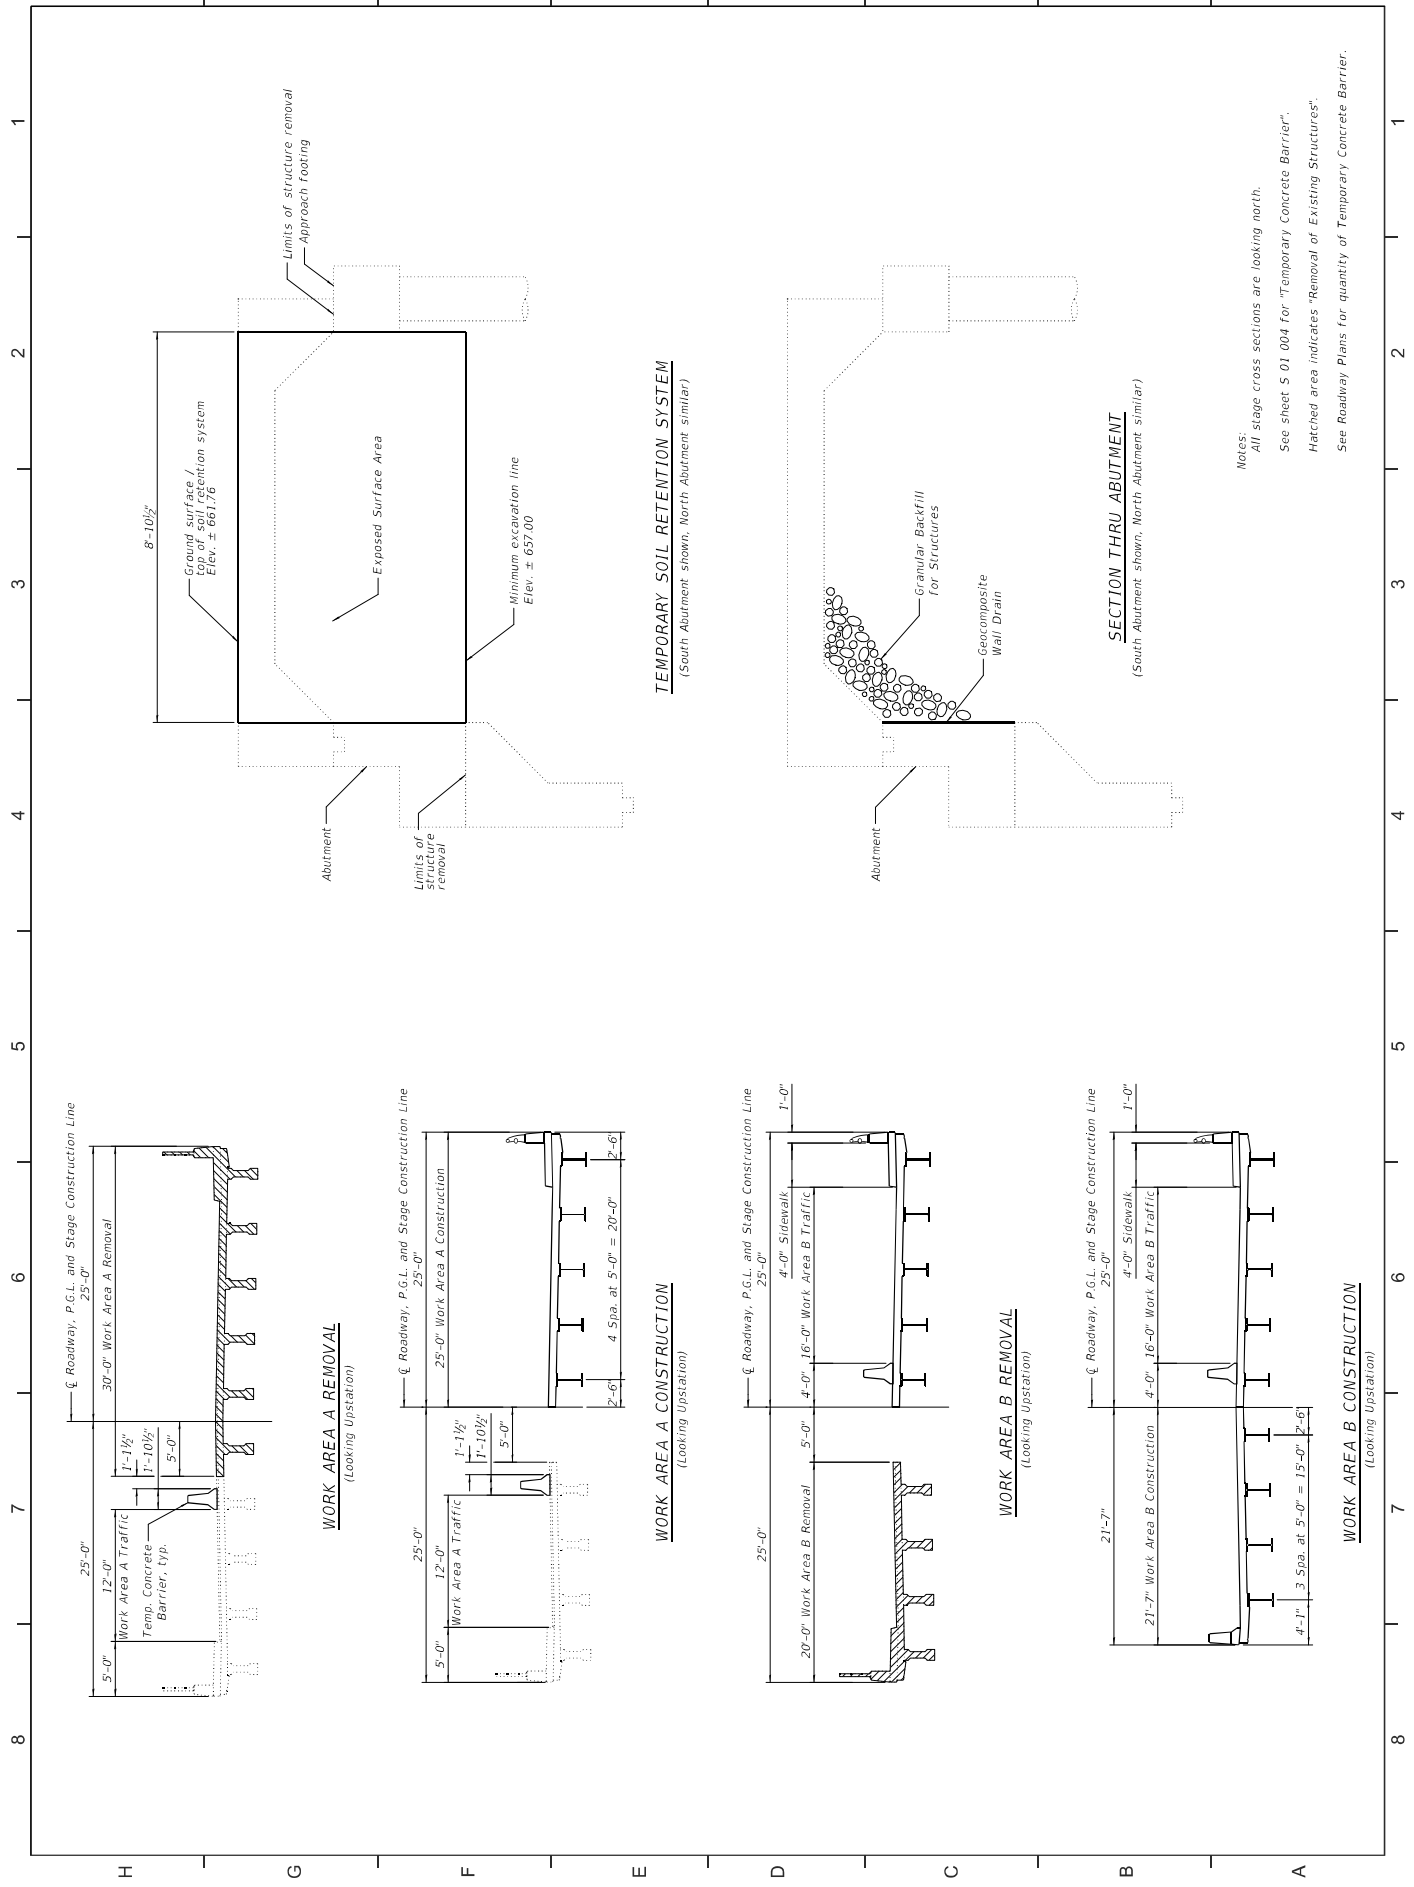 ℄ Roadway, P.G.L. and Stage Construction Line
25'-0"
25'-0"
5'-0"
12'-0"
Work Area A Traffic
Temp. Concrete
Barrier, typ.
1'-1½"
1'-10½"
5'-0"
30'-0" Work Area A Removal
WORK AREA A REMOVAL
(Looking Upstation)
℄ Roadway, P.G.L. and Stage Construction Line
25'-0"
25'-0"
5'-0"
12'-0"
Work Area A Traffic
1'-1½"
1'-10½"
5'-0"
25'-0" Work Area A Construction
2'-6"
4 Spa. at 5'-0" = 20'-0"
2'-6"
WORK AREA A CONSTRUCTION
(Looking Upstation)
℄ Roadway, P.G.L. and Stage Construction Line
25'-0"
25'-0"
4'-0" Sidewalk
1'-0"
20'-0" Work Area B Removal
5'-0"
4'-0"
16'-0" Work Area B Traffic
WORK AREA B REMOVAL
(Looking Upstation)
℄ Roadway, P.G.L. and Stage Construction Line
21'-7"
25'-0"
4'-0" Sidewalk
1'-0"
21'-7" Work Area B Construction
4'-0"
16'-0" Work Area B Traffic
4'-1"
3 Spa. at 5'-0" = 15'-0"
2'-6"
WORK AREA B CONSTRUCTION
(Looking Upstation)
8'-10½"
Ground surface /
top of soil retention system
Elev. ± 661.76
Limits of structure removal
Approach footing
Abutment
Exposed Surface Area
Limits of
structure
removal
Minimum excavation line
Elev. ± 657.00
TEMPORARY SOIL RETENTION SYSTEM
(South Abutment shown, North Abutment similar)
Abutment
Granular Backfill
for Structures
Geocomposite
Wall Drain
SECTION THRU ABUTMENT
(South Abutment shown, North Abutment similar)
Notes:
All stage cross sections are looking north.
See sheet S 01 004 for "Temporary Concrete Barrier".
Hatched area indicates "Removal of Existing Structures".
See Roadway Plans for quantity of Temporary Concrete Barrier.
8 7 6 5 4 3 2 1
8 7 6 5 4 3 2 1
H
G
F
E
D
C
B
A